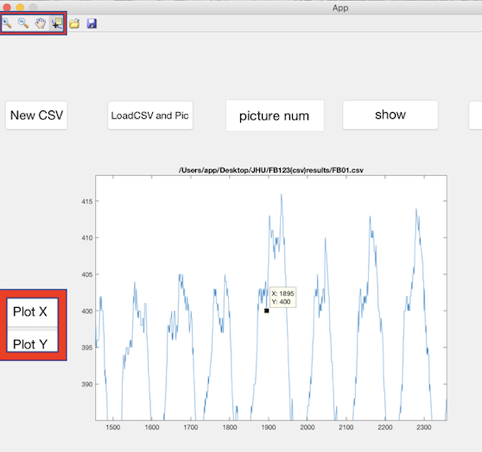 App
New CSV
LoadCSV and Pic
picture num
show
/Users/app/Desktop/JHU/FB123(csv)results/FB01.csv
415
410
405
400
395
390
X: 1895
Y: 400
1500
1600
1700
1800
1900
2000
2100
2200
2300
Plot X
Plot Y